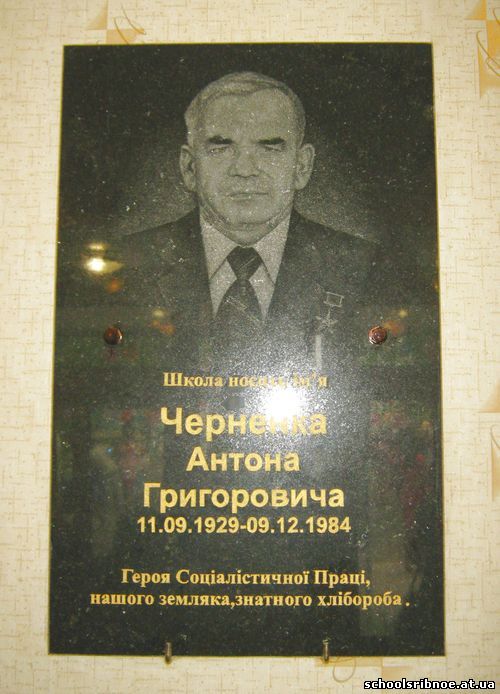 Школа носить ім'я
Черненка
Антона
Григоровича
11.09.1929-09.12.1984
Героя Соціалістичної Праці,
нашого земляка,знатного хлібороба.
schoolsribnoe.at.ua